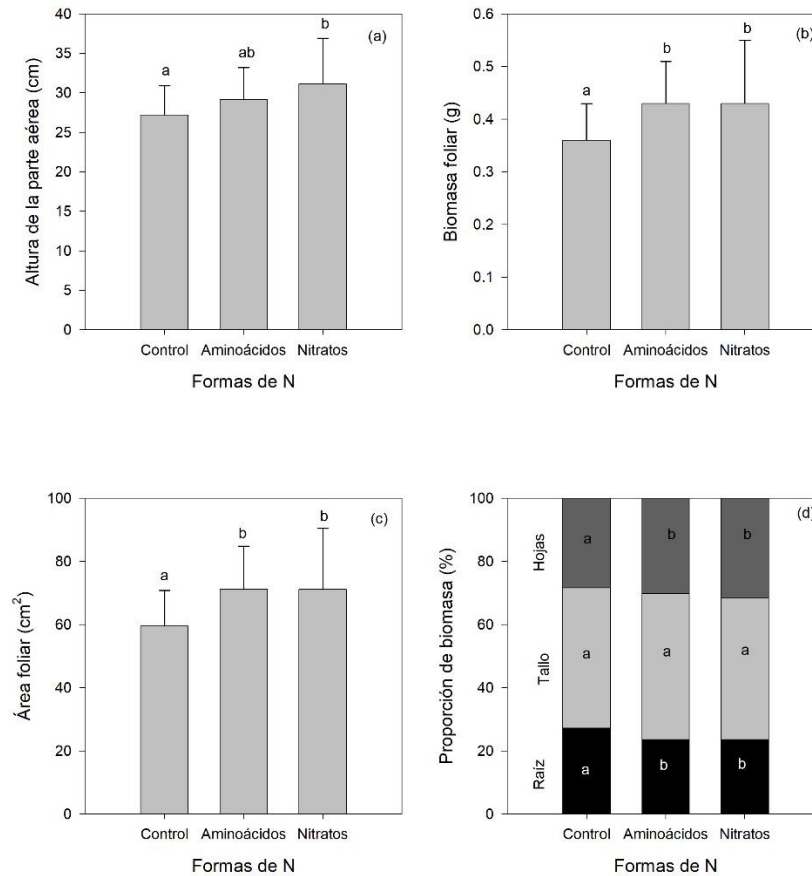 (a)
Altura de la parte aérea (cm)
40
35
30
25
20
15
10
5
0
a
ab
b
Control Aminoácidos Nitratos
Formas de N
(b)
Biomasa foliar (g)
0.6
0.5
0.4
0.3
0.2
0.1
0.0
a
b
b
Control Aminoácidos Nitratos
Formas de N
(c)
Área foliar (cm²)
100
80
60
40
20
0
a
b
b
Control Aminoácidos Nitratos
Formas de N
(d)
Proporción de biomasa (%)
100
80
60
40
20
0
Hojas
a
b
b
Tallo
a
a
a
Raíz
a
b
b
Control Aminoácidos Nitratos
Formas de N